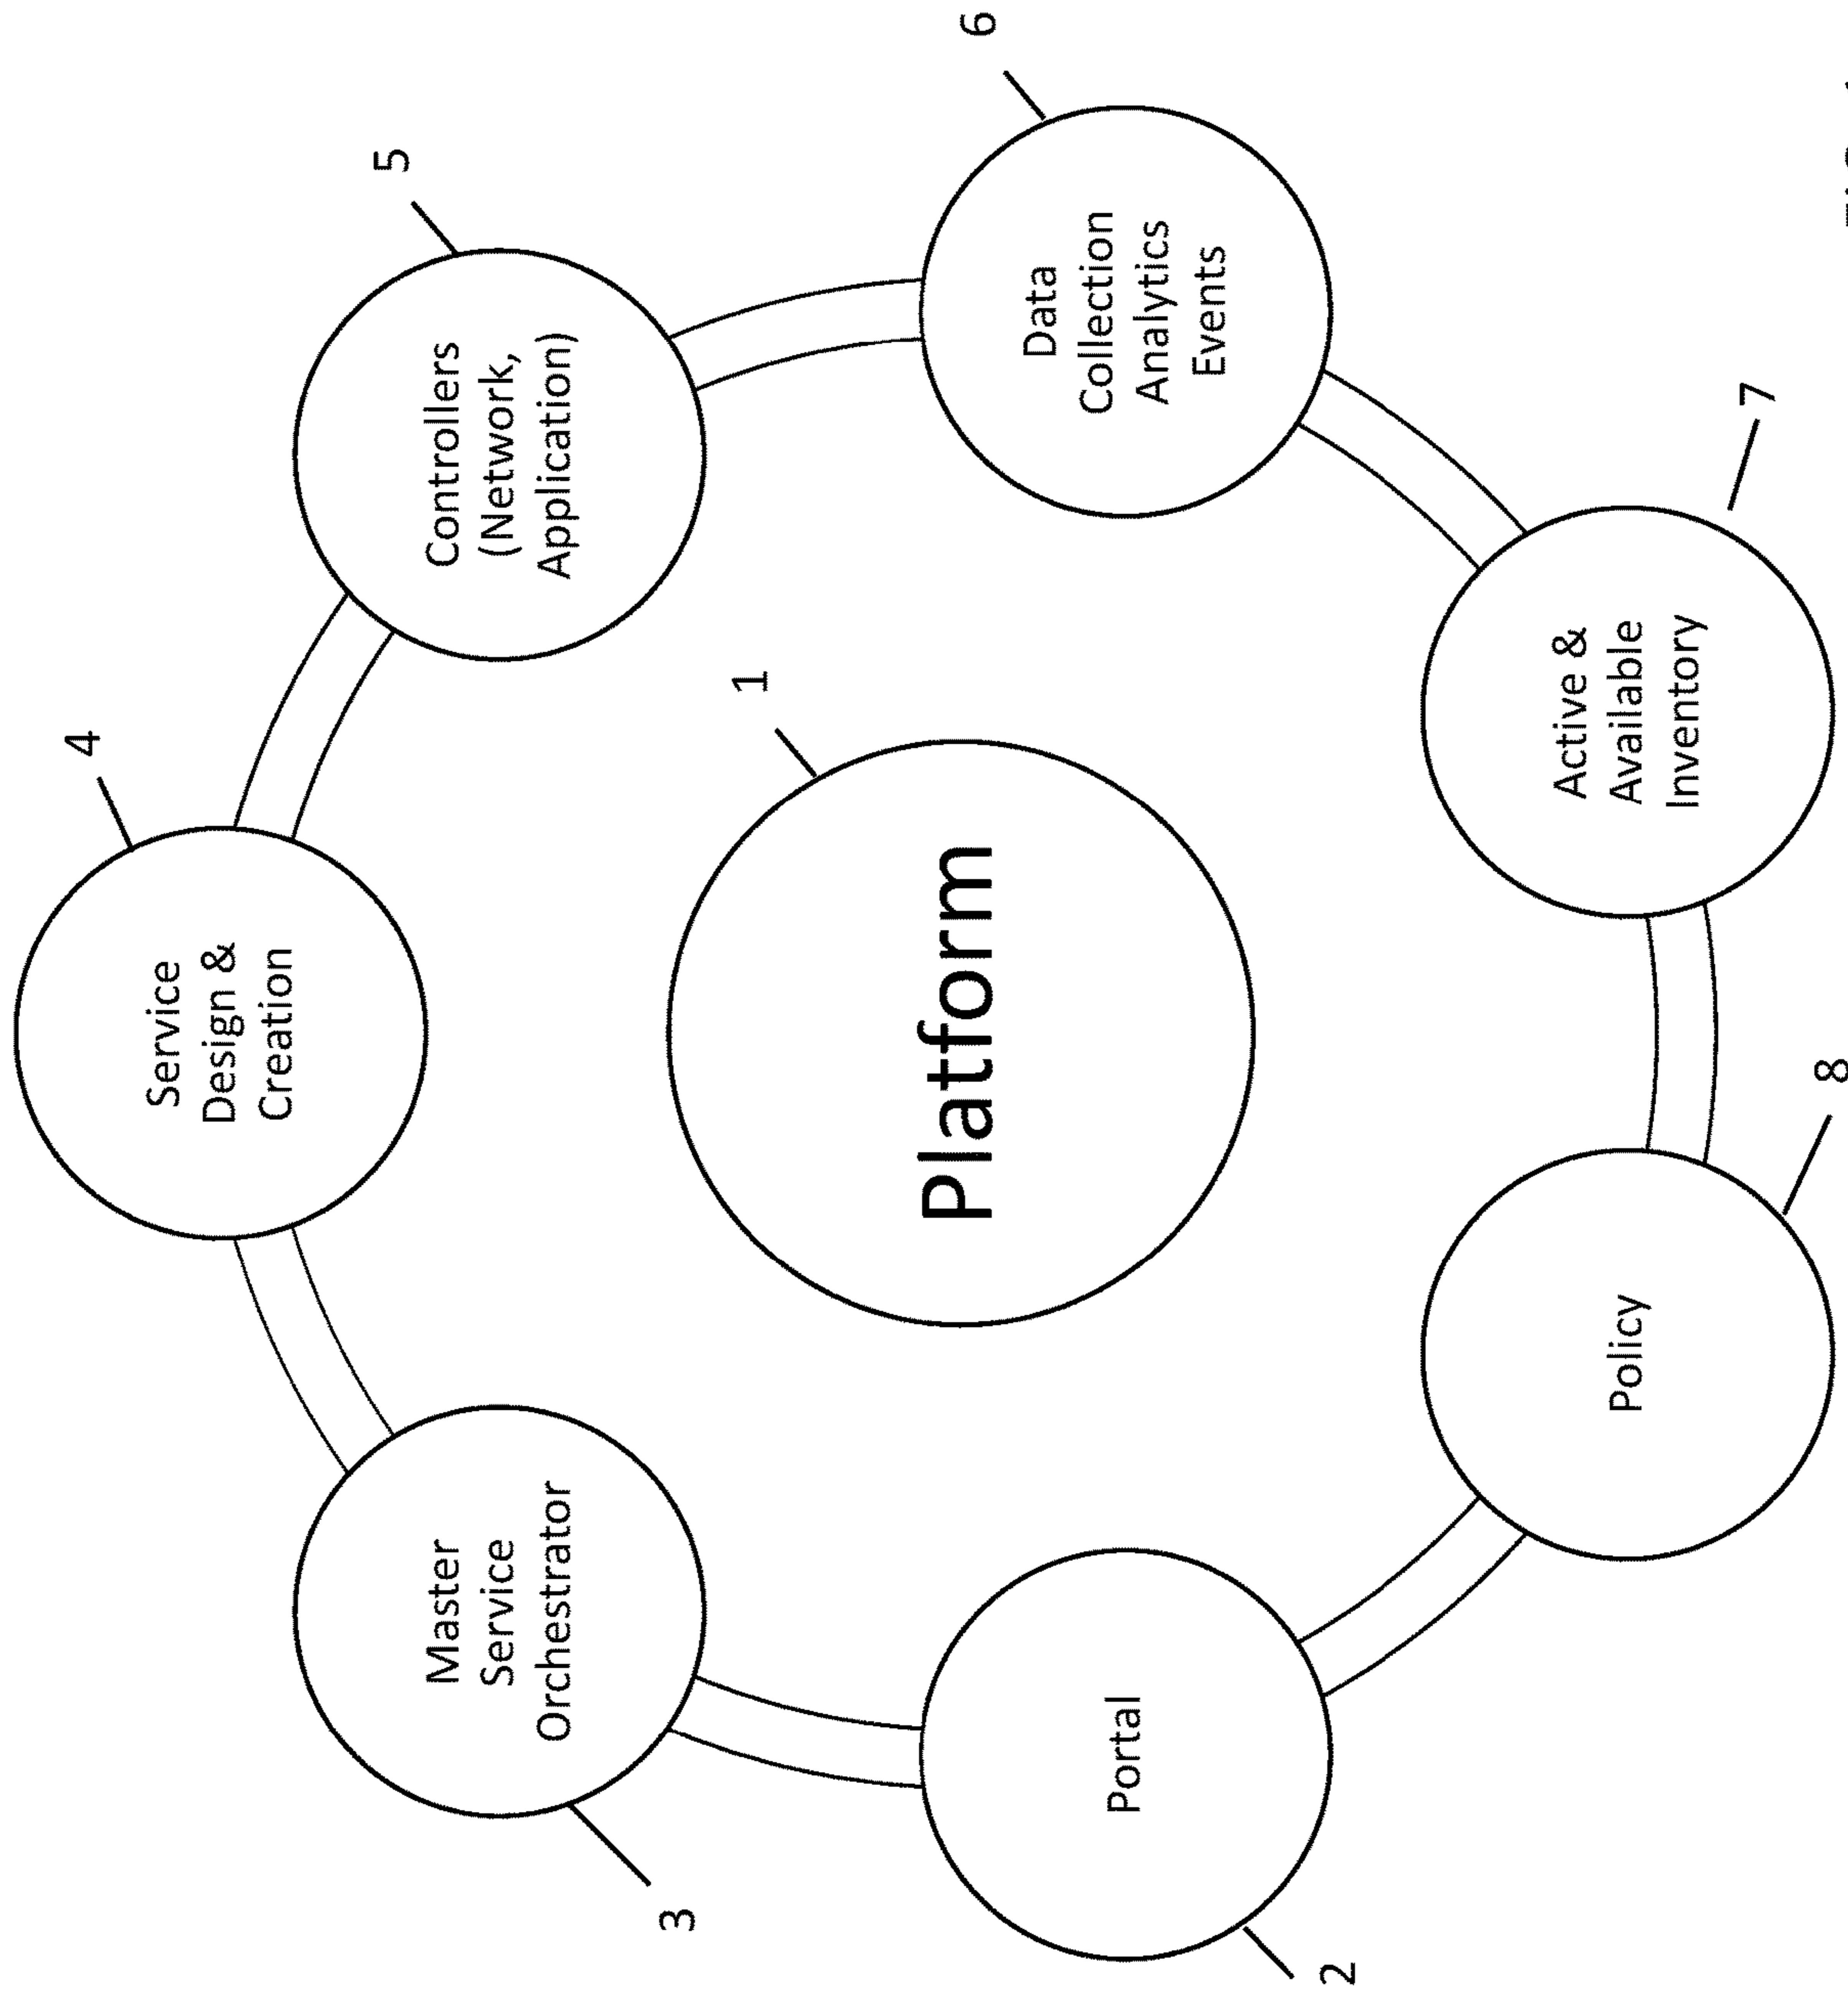 4
Service
Design &
Creation
5
Master
Service
Orchestrator
Controllers
(Network,
Application)
3
1
Platform
6
Portal
Data
Collection
Analytics
Events
2
Policy
Active &
Available
Inventory
7
8